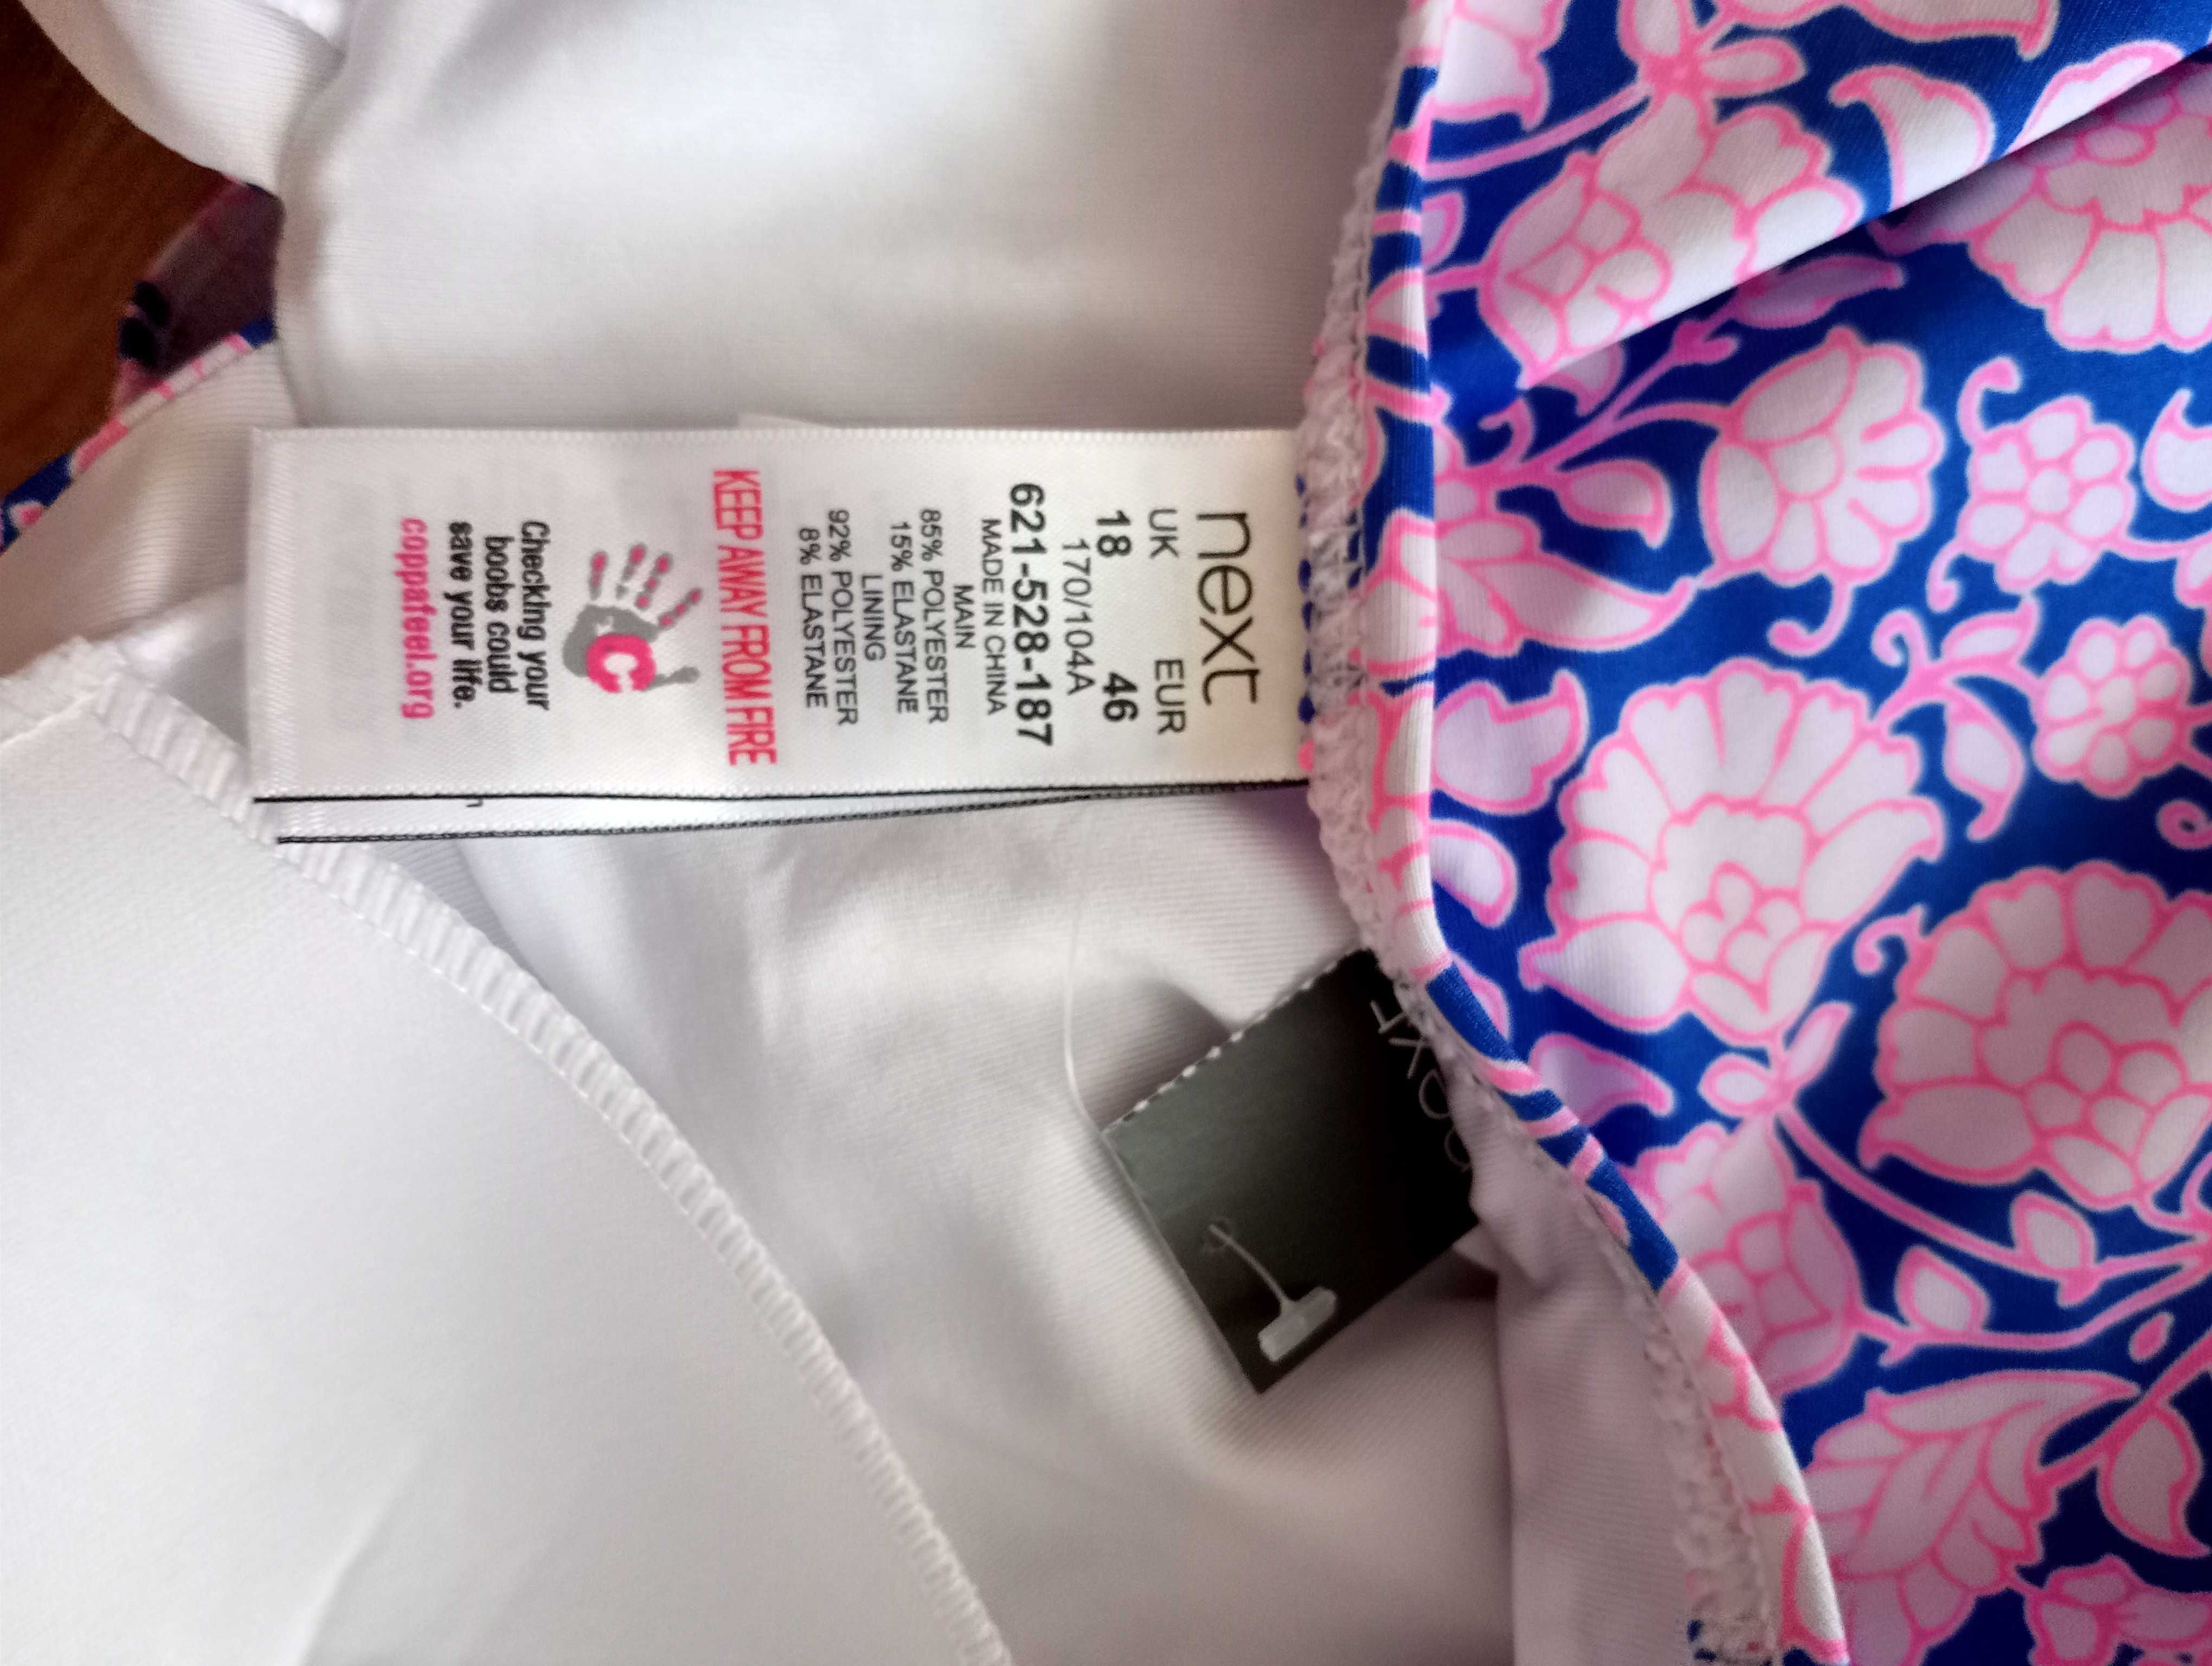 next
UK EUR
18 46
170/104A
621-528-187
MADE IN CHINA
MAIN
85% POLYESTER
15% ELASTANE
LINING
92% POLYESTER
8% ELASTANE
KEEP AWAY FROM FIRE
C
Checking your
boobs could
save your life.
coppafeel.org